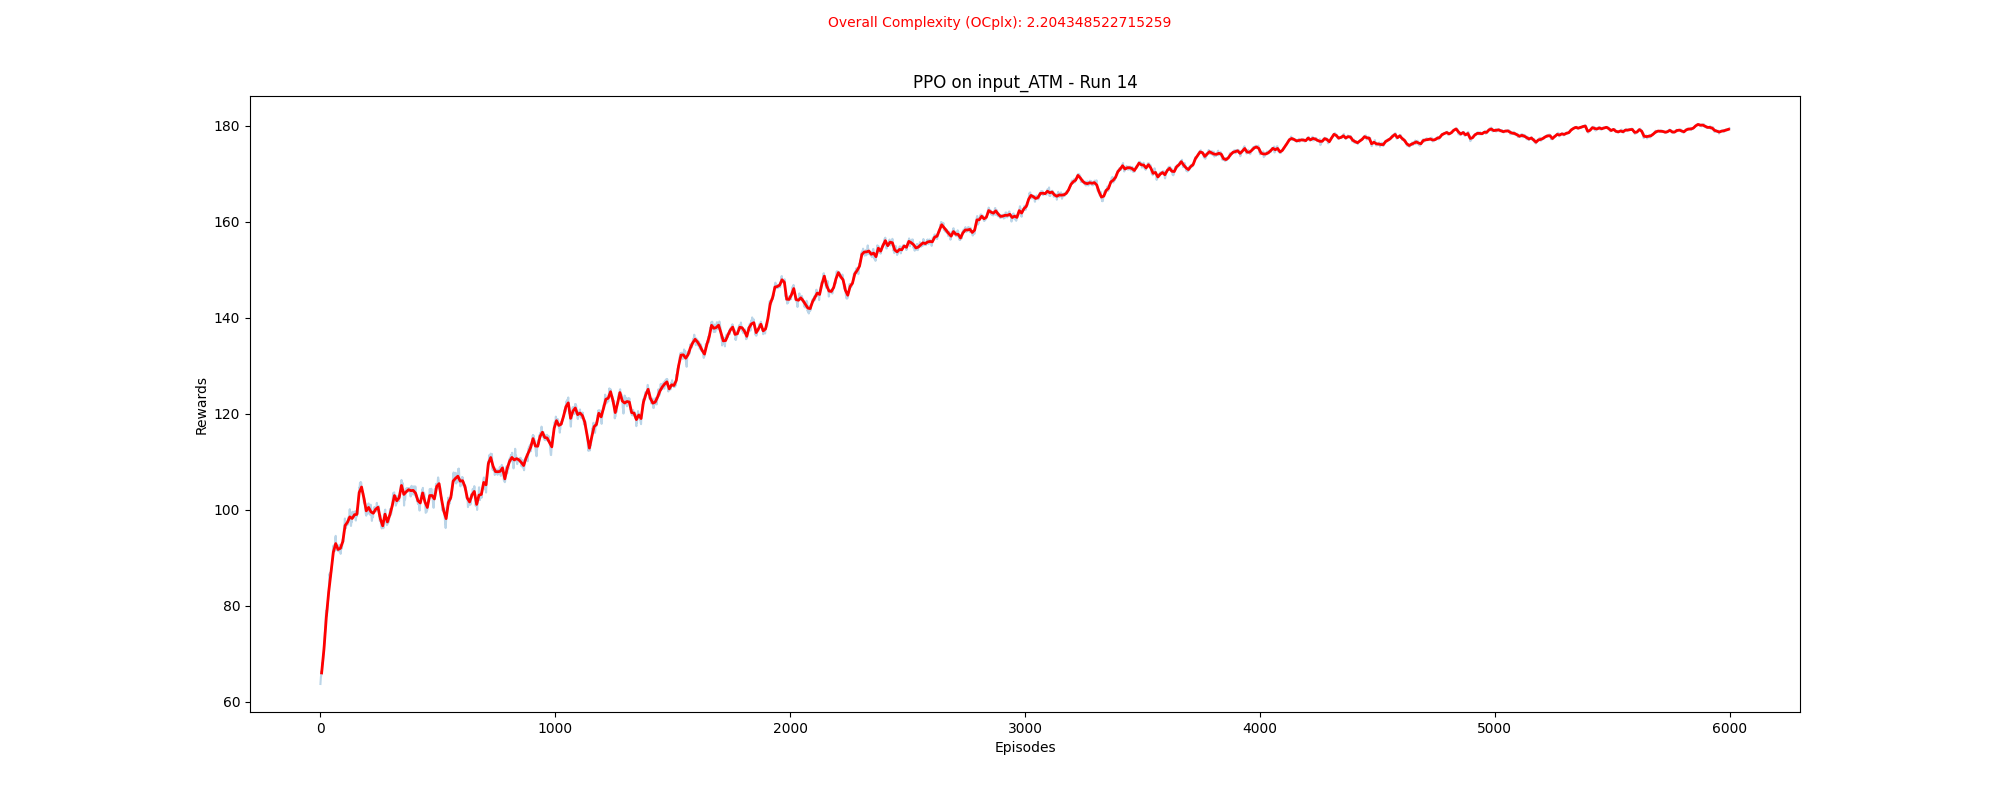 Overall Complexity (OCplx): 2.204348522715259
PPO on input_ATM - Run 14
Rewards
180
160
140
120
100
80
60
0 1000 2000 3000 4000 5000 6000
Episodes